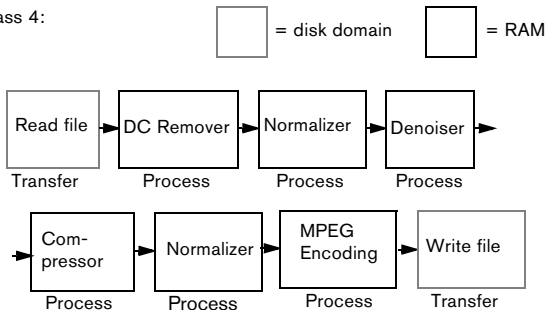 ass 4:
= disk domain
= RAM
Read file
DC Remover
Normalizer
Denoiser
Transfer
Process
Process
Process
Com-
pressor
Normalizer
MPEG
Encoding
Write file
Process
Process
Process
Transfer